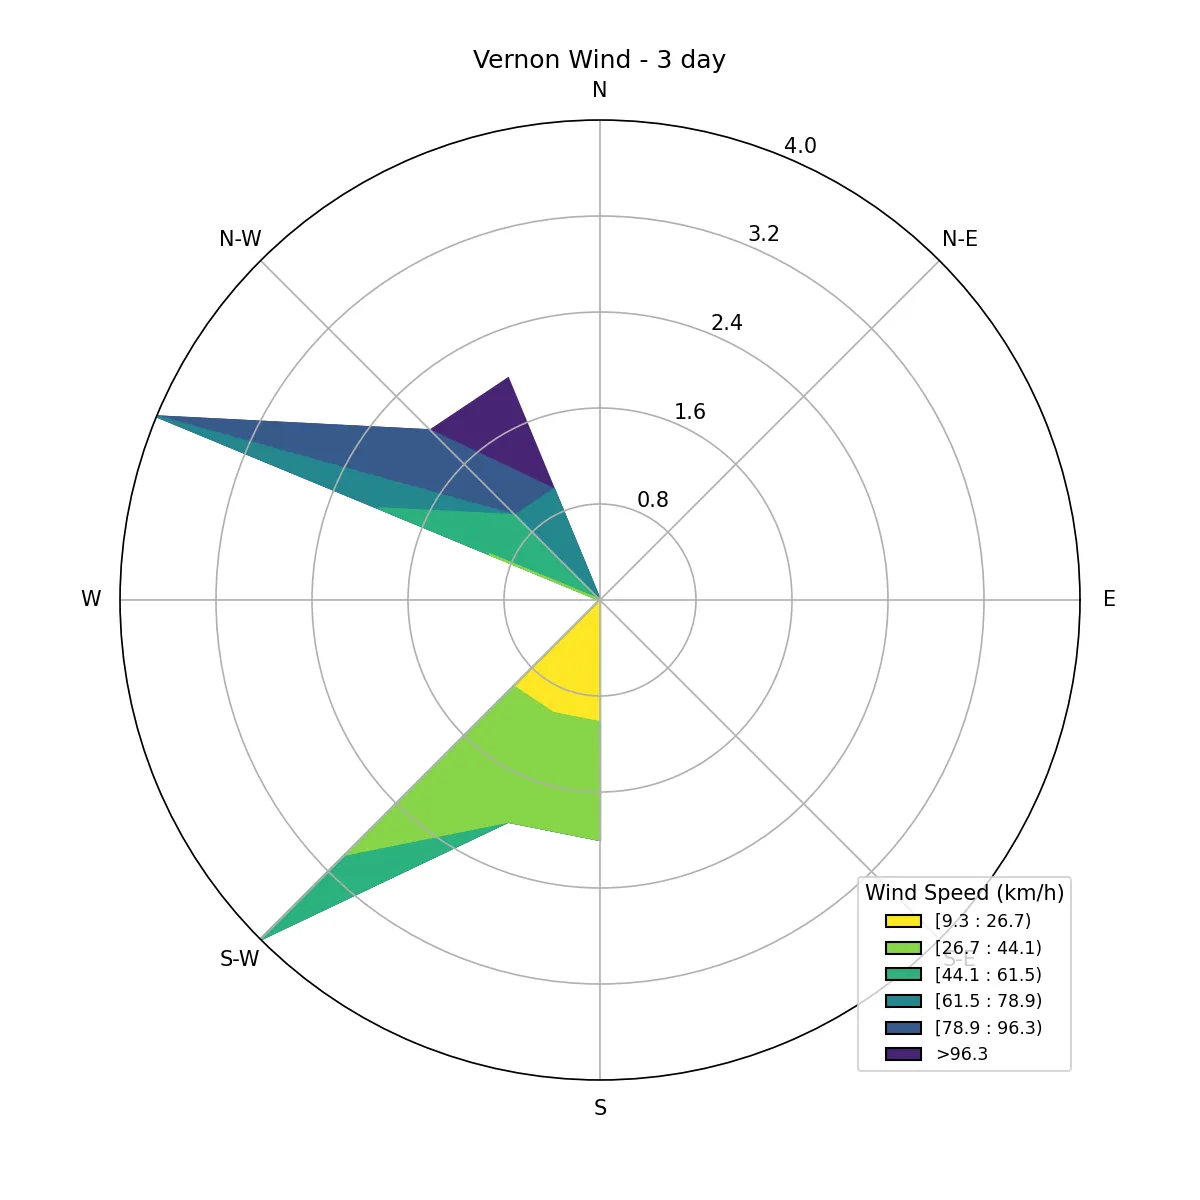 Vernon Wind - 3 day
N
4.0
N-W
3.2
N-E
2.4
1.6
0.8
W
E
S-W
S-E
S
Wind Speed (km/h)
[9.3 : 26.7)
[26.7 : 44.1)
[44.1 : 61.5)
[61.5 : 78.9)
[78.9 : 96.3)
>96.3